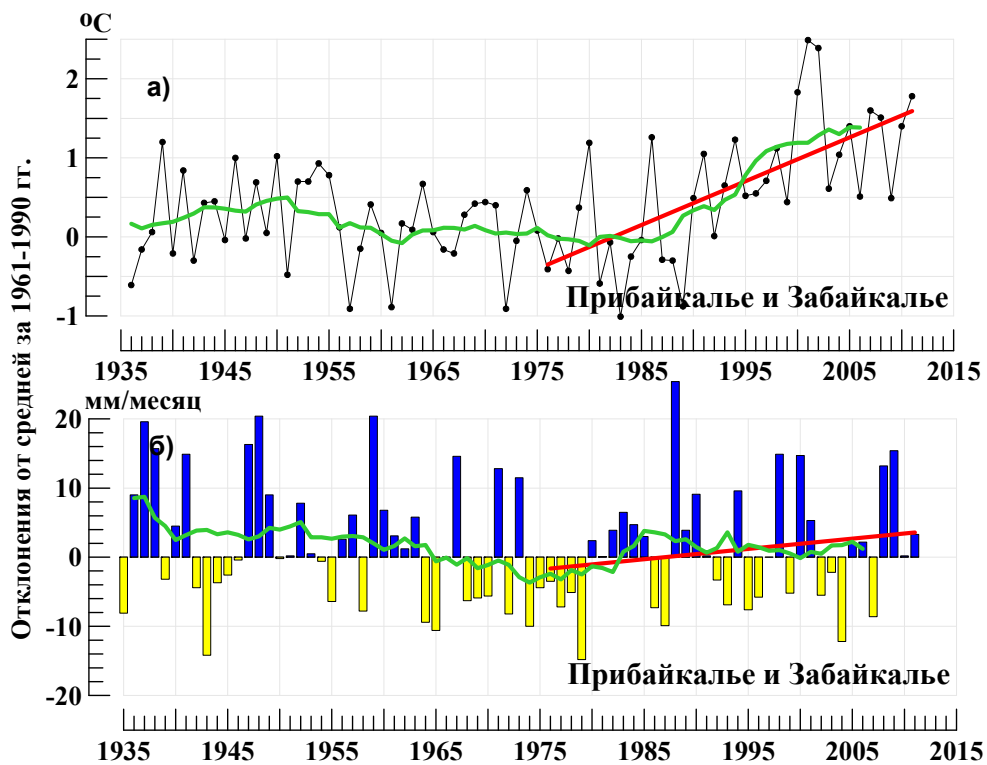 Отклонения от средней за 1961-1990 гг.
оС
а)
2
1
0
-1
Прибайкалье и Забайкалье
1935 1945 1955 1965 1975 1985 1995 2005 2015
мм/месяц
20
б)
10
0
-10
-20
Прибайкалье и Забайкалье
1935 1945 1955 1965 1975 1985 1995 2005 2015